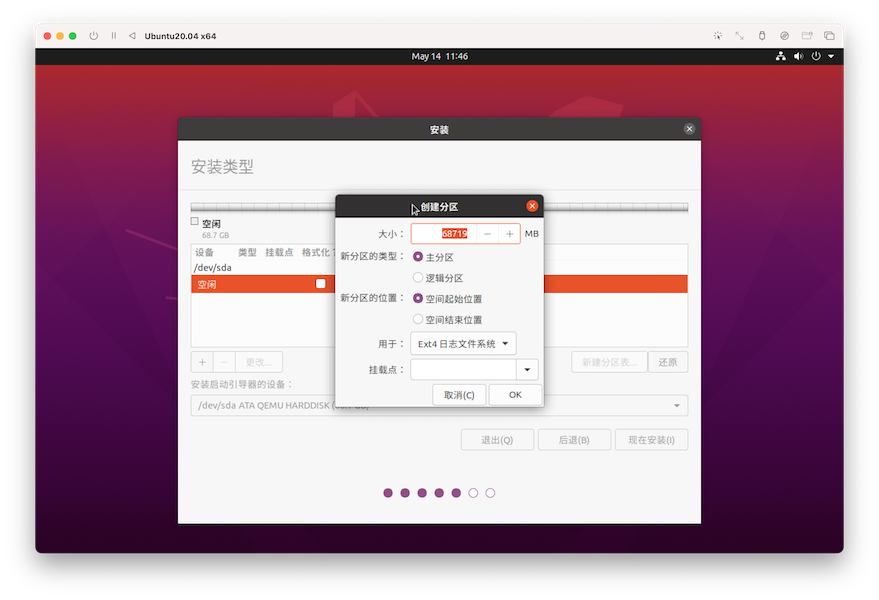 Ubuntu20.04 x64
May 14 11:46
安装
安装类型
空闲
68.7 GB
设备 类型 挂载点 格式化?
/dev/sda
空闲
创建分区
大小： 68719 − + MB
新分区的类型： 主分区
逻辑分区
新分区的位置： 空间起始位置
空间结束位置
用于： Ext4 日志文件系统
挂载点：
取消(C) OK
+ − 更改... 新建分区表... 还原
安装启动引导器的设备：
/dev/sda ATA QEMU HARDDISK
退出(Q) 后退(B) 现在安装(I)